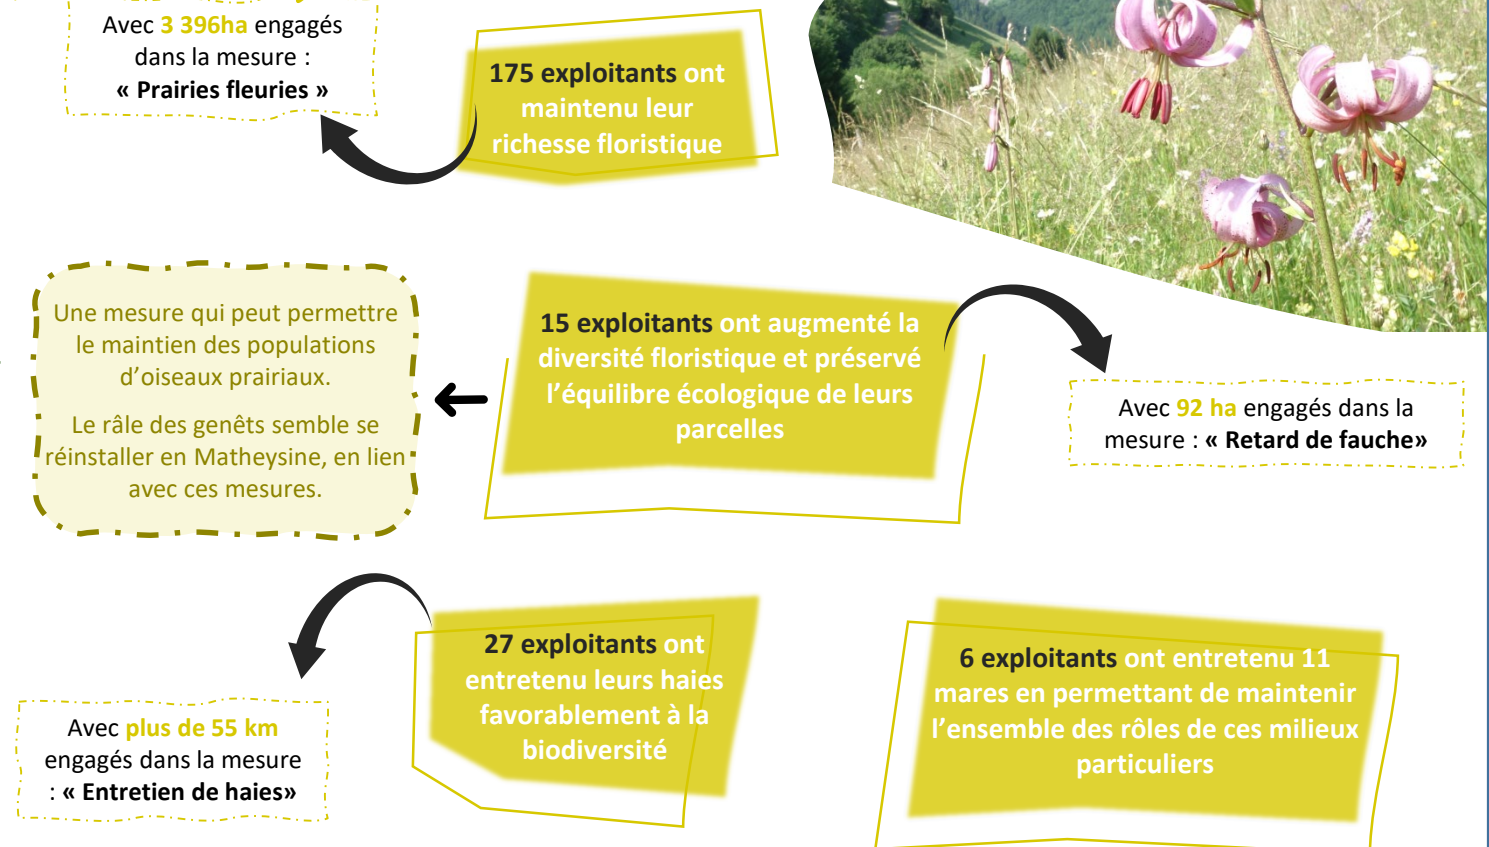 Avec 3 396ha engagés
dans la mesure :
« Prairies fleuries »
175 exploitants ont
maintenu leur
richesse floristique
Une mesure qui peut permettre
le maintien des populations
d’oiseaux prairiaux.
Le râle des genêts semble se
réinstaller en Matheysine, en lien
avec ces mesures.
15 exploitants ont augmenté la
diversité floristique et préservé
l’équilibre écologique de leurs
parcelles
Avec 92 ha engagés dans la
mesure : « Retard de fauche»
27 exploitants ont
entretenu leurs haies
favorablement à la
biodiversité
Avec plus de 55 km
engagés dans la mesure
: « Entretien de haies»
6 exploitants ont entretenu 11
mares en permettant de maintenir
l’ensemble des rôles de ces milieux
particuliers